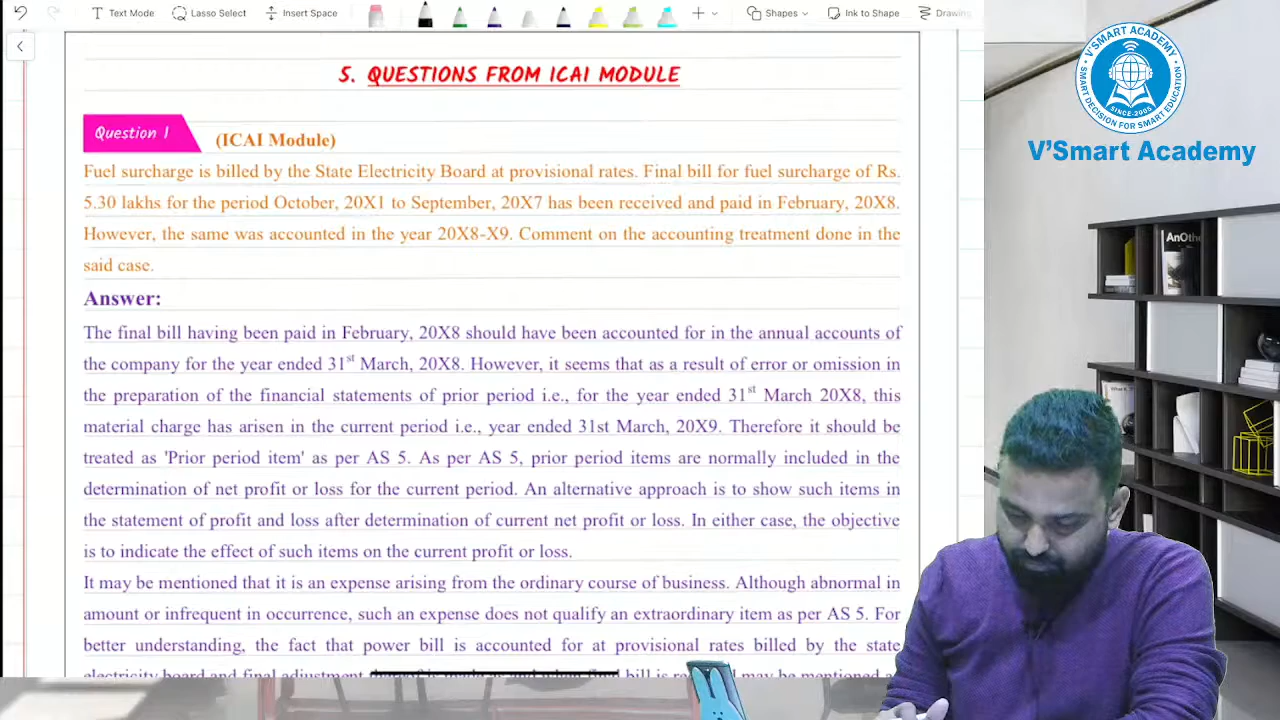 Text Mode
Lasso Select
Insert Space
Shapes
Ink to Shape
Drawing
5. QUESTIONS FROM ICAI MODULE
Question 1
(ICAI Module)
Fuel surcharge is billed by the State Electricity Board at provisional rates. Final bill for fuel surcharge of Rs.
5.30 lakhs for the period October, 20X1 to September, 20X7 has been received and paid in February, 20X8.
However, the same was accounted in the year 20X8-X9. Comment on the accounting treatment done in the
said case.
Answer:
The final bill having been paid in February, 20X8 should have been accounted for in the annual accounts of
the company for the year ended 31st March, 20X8. However, it seems that as a result of error or omission in
the preparation of the financial statements of prior period i.e., for the year ended 31st March 20X8, this
material charge has arisen in the current period i.e., year ended 31st March, 20X9. Therefore it should be
treated as 'Prior period item' as per AS 5. As per AS 5, prior period items are normally included in the
determination of net profit or loss for the current period. An alternative approach is to show such items in
the statement of profit and loss after determination of current net profit or loss. In either case, the objective
is to indicate the effect of such items on the current profit or loss.
It may be mentioned that it is an expense arising from the ordinary course of business. Although abnormal in
amount or infrequent in occurrence, such an expense does not qualify an extraordinary item as per AS 5. For
better understanding, the fact that power bill is accounted for at provisional rates billed by the state
electricity board and final adjustment bill is may be mentioned
V'SMART ACADEMY
SMART DECISION FOR SMART EDUCATION
SINCE-2005
V'Smart Academy